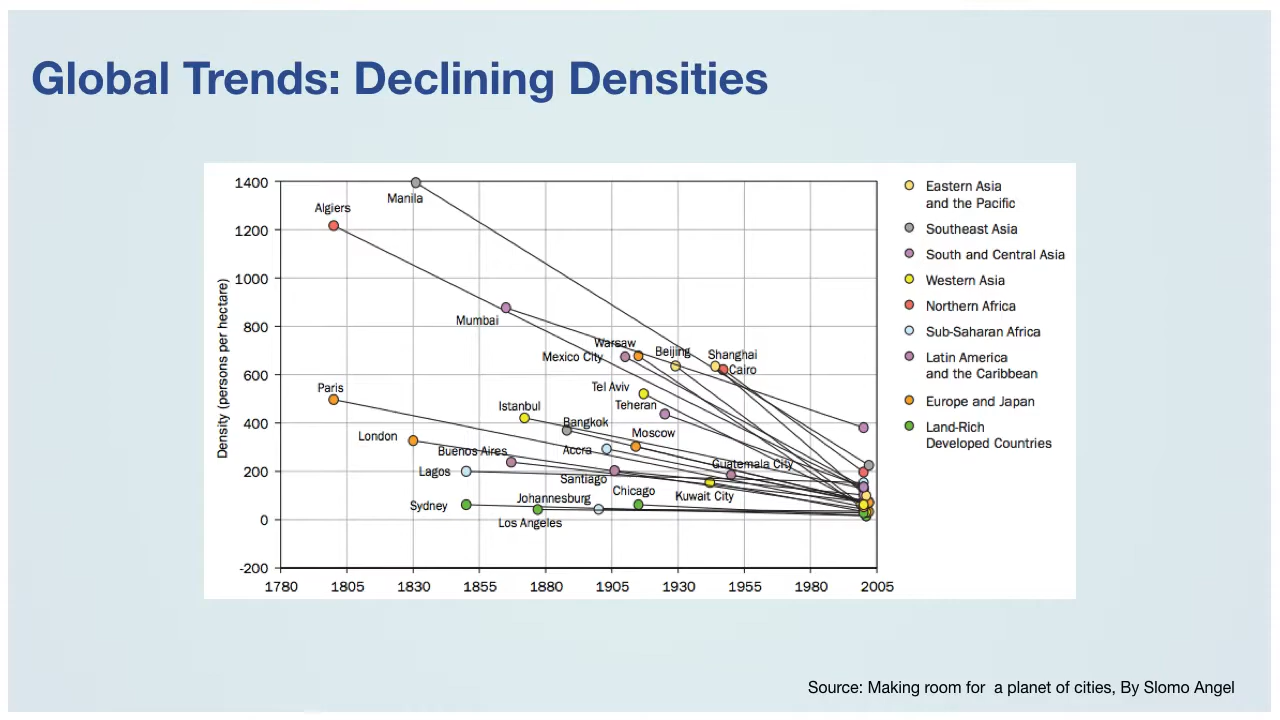 Global Trends: Declining Densities
Density (persons per hectare)
1400
1200
1000
800
600
400
200
0
-200
1780
1805
1830
1855
1880
1905
1930
1955
1980
2005
Manila
Algiers
Mumbai
Warsaw
Mexico City
Beijing
Shanghai
Cairo
Paris
Tel Aviv
Teheran
Istanbul
Bangkok
London
Moscow
Buenos Aires
Accra
Lagos
Santiago
Guatemala City
Sydney
Johannesburg
Chicago
Kuwait City
Los Angeles
Eastern Asia
and the Pacific
Southeast Asia
South and Central Asia
Western Asia
Northern Africa
Sub-Saharan Africa
Latin America
and the Caribbean
Europe and Japan
Land-Rich
Developed Countries
Source: Making room for  a planet of cities, By Slomo Angel